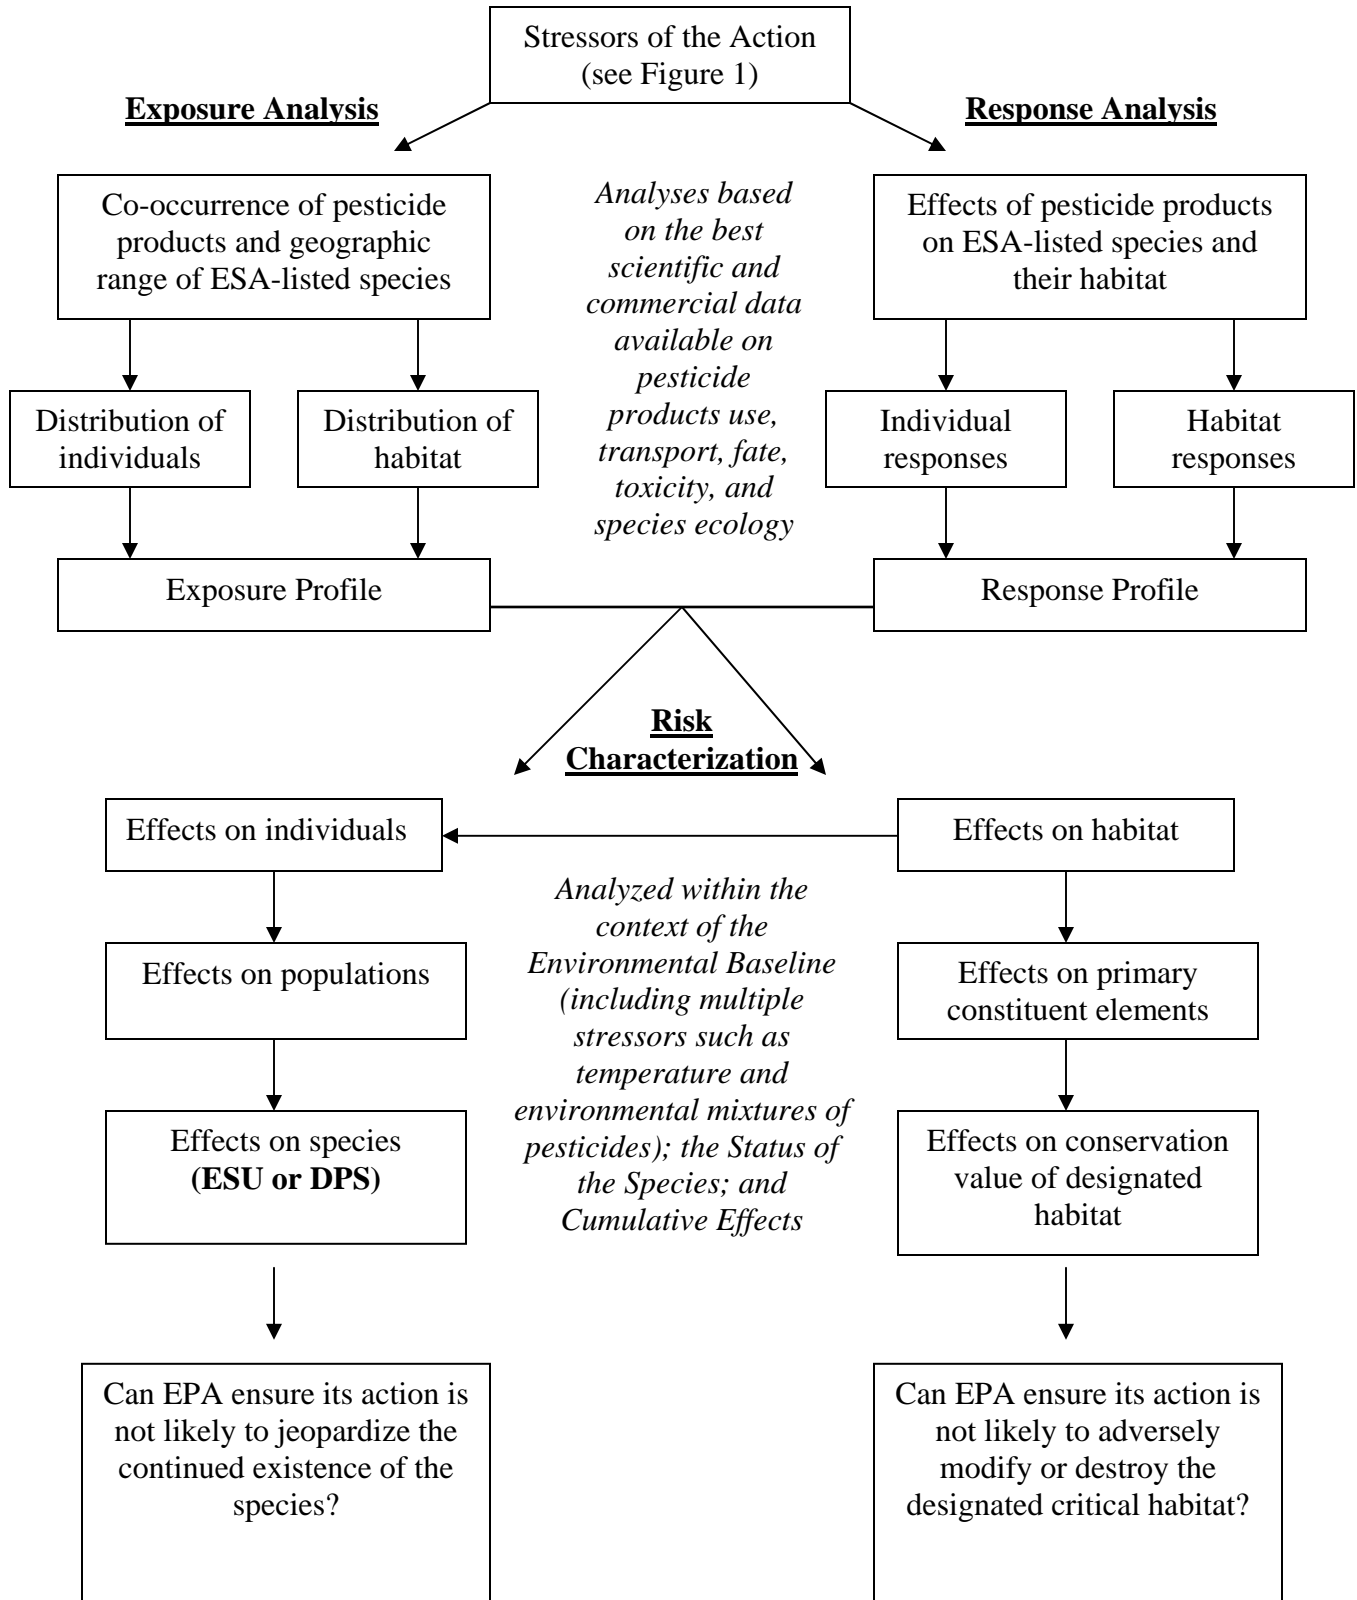 Stressors of the Action
(see Figure 1)
Exposure Analysis
Response Analysis
Co-occurrence of pesticide
products and geographic
range of ESA-listed species
Analyses based
on the best
scientific and
commercial data
available on
pesticide
products use,
transport, fate,
toxicity, and
species ecology
Effects of pesticide products
on ESA-listed species and
their habitat
Distribution of
individuals
Distribution of
habitat
Individual
responses
Habitat
responses
Exposure Profile
Response Profile
Risk
Characterization
Effects on individuals
Effects on habitat
Analyzed within the
context of the
Environmental Baseline
(including multiple
stressors such as
temperature and
environmental mixtures of
pesticides); the Status of
the Species; and
Cumulative Effects
Effects on populations
Effects on primary
constituent elements
Effects on species
(ESU or DPS)
Effects on conservation
value of designated
habitat
Can EPA ensure its action is
not likely to jeopardize the
continued existence of the
species?
Can EPA ensure its action is
not likely to adversely
modify or destroy the
designated critical habitat?